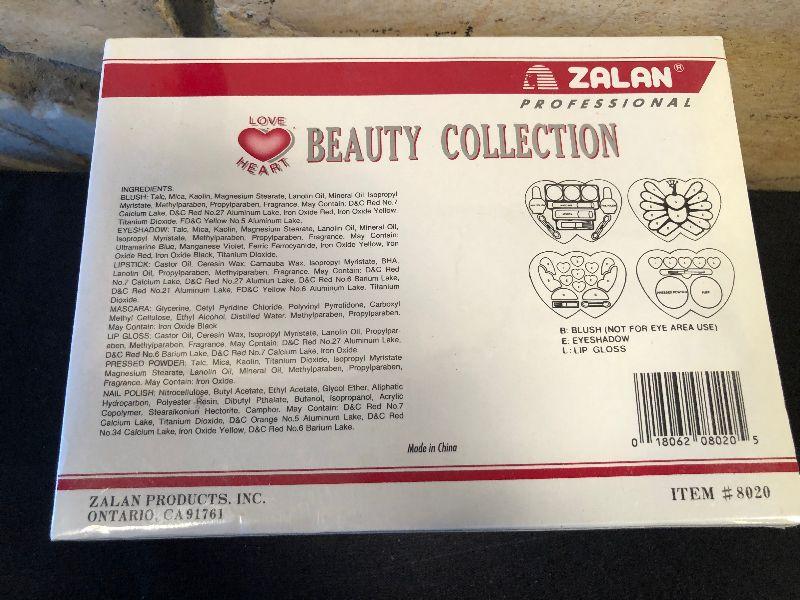 ZALAN®
PROFESSIONAL
LOVE
HEART
BEAUTY COLLECTION
INGREDIENTS:
BLUSH: Talc, Mica, Kaolin, Magnesium Stearate, Lanolin Oil, Mineral Oil, Isopropyl
Myristate, Methylparaben, Propylparaben, Fragrance. May Contain: D&C Red No.7
Calcium Lake, D&C Red No.27 Aluminum Lake, Iron Oxide Red, Iron Oxide Yellow.
Titanium Dioxide, FD&C Yellow No.5 Aluminum Lake.
EYESHADOW: Talc, Mica, Kaolin, Magnesium Stearate, Lanolin Oil, Mineral Oil,
Isopropyl Myristate, Methylparaben, Propylparaben, Fragrance. May Contain:
Ultramarine Blue, Manganese Violet, Ferric Ferrocyanide, Iron Oxide Yellow, Iron
Oxide Red, Iron Oxide Black, Titanium Dioxide.
LIPSTICK: Castor Oil, Ceresin Wax, Carnauba Wax, Isopropyl Myristate, BHA,
Lanolin Oil, Propylparaben, Methylparaben, Fragrance. May Contain: D&C Red
No.7 Calcium Lake, D&C Red No.27 Alumiun Lake, D&C Red No.6 Barium Lake,
D&C Red No.21 Aluminum Lake, FD&C Yellow No.6 Aluminum Lake, Titanium
Dioxide.
MASCARA: Glycerine, Cetyl Pyridine Chloride, Polyvinyl Pyrrolidone, Carboxyl
Methyl Cellulose, Ethyl Alcohol, Distilled Water, Methylparaben, Propylparaben.
May Contain: Iron Oxide Black
LIP GLOSS: Castor Oil, Ceresin Wax, Isopropyl Myristate, Lanolin Oil, Propylpar-
aben, Methylparaben, Fragrance. May Contain: D&C Red No.27 Aluminum Lake,
D&C Red No.6 Barium Lake, D&C Red No.7 Calcium Lake, Iron Oxide.
PRESSED POWDER: Talc, Mica, Kaolin, Titanium Dioxide, Isopropyl Myristate
Magnesium Stearate, Lanolin Oil, Mineral Oil, Methylparaben, Propylparaben,
Fragrance. May Contain: Iron Oxide.
NAIL POLISH: Nitrocellulose, Butyl Acetate, Ethyl Acetate, Glycol Ether, Aliphatic
Hydrocarbon, Polyester Resin, Dibutyl Pthalate, Butanol, Isopropanol, Acrylic
Copolymer, Stearalkonium Hectorite, Camphor. May Contain: D&C Red No.7
Calcium Lake, Titanium Dioxide, D&C Orange No.5 Aluminum Lake, D&C Red
No.34 Calcium Lake, Iron Oxide Yellow, D&C Red No.6 Barium Lake.
PRESSED POWDER
PUFF
B: BLUSH (NOT FOR EYE AREA USE)
E: EYESHADOW
L: LIP GLOSS
0 18062 08020 5
Made in China
ZALAN PRODUCTS, INC.
ONTARIO, CA 91761
ITEM #8020